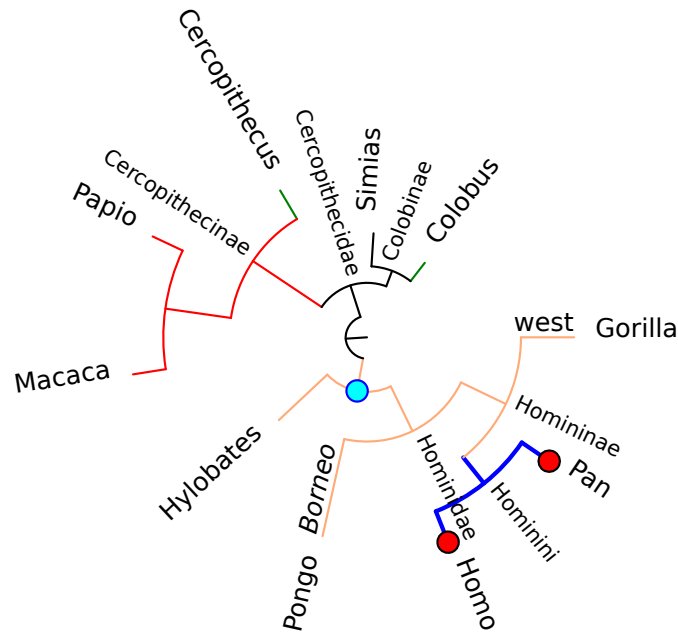 Cercopithecus
Cercopithecinae
Papio
Cercopithecidae
Simias
Colobinae
Colobus
west
Gorilla
Macaca
Hylobates
Borneo
Pongo
Hominidae
Homininae
Pan
Hominini
Homo